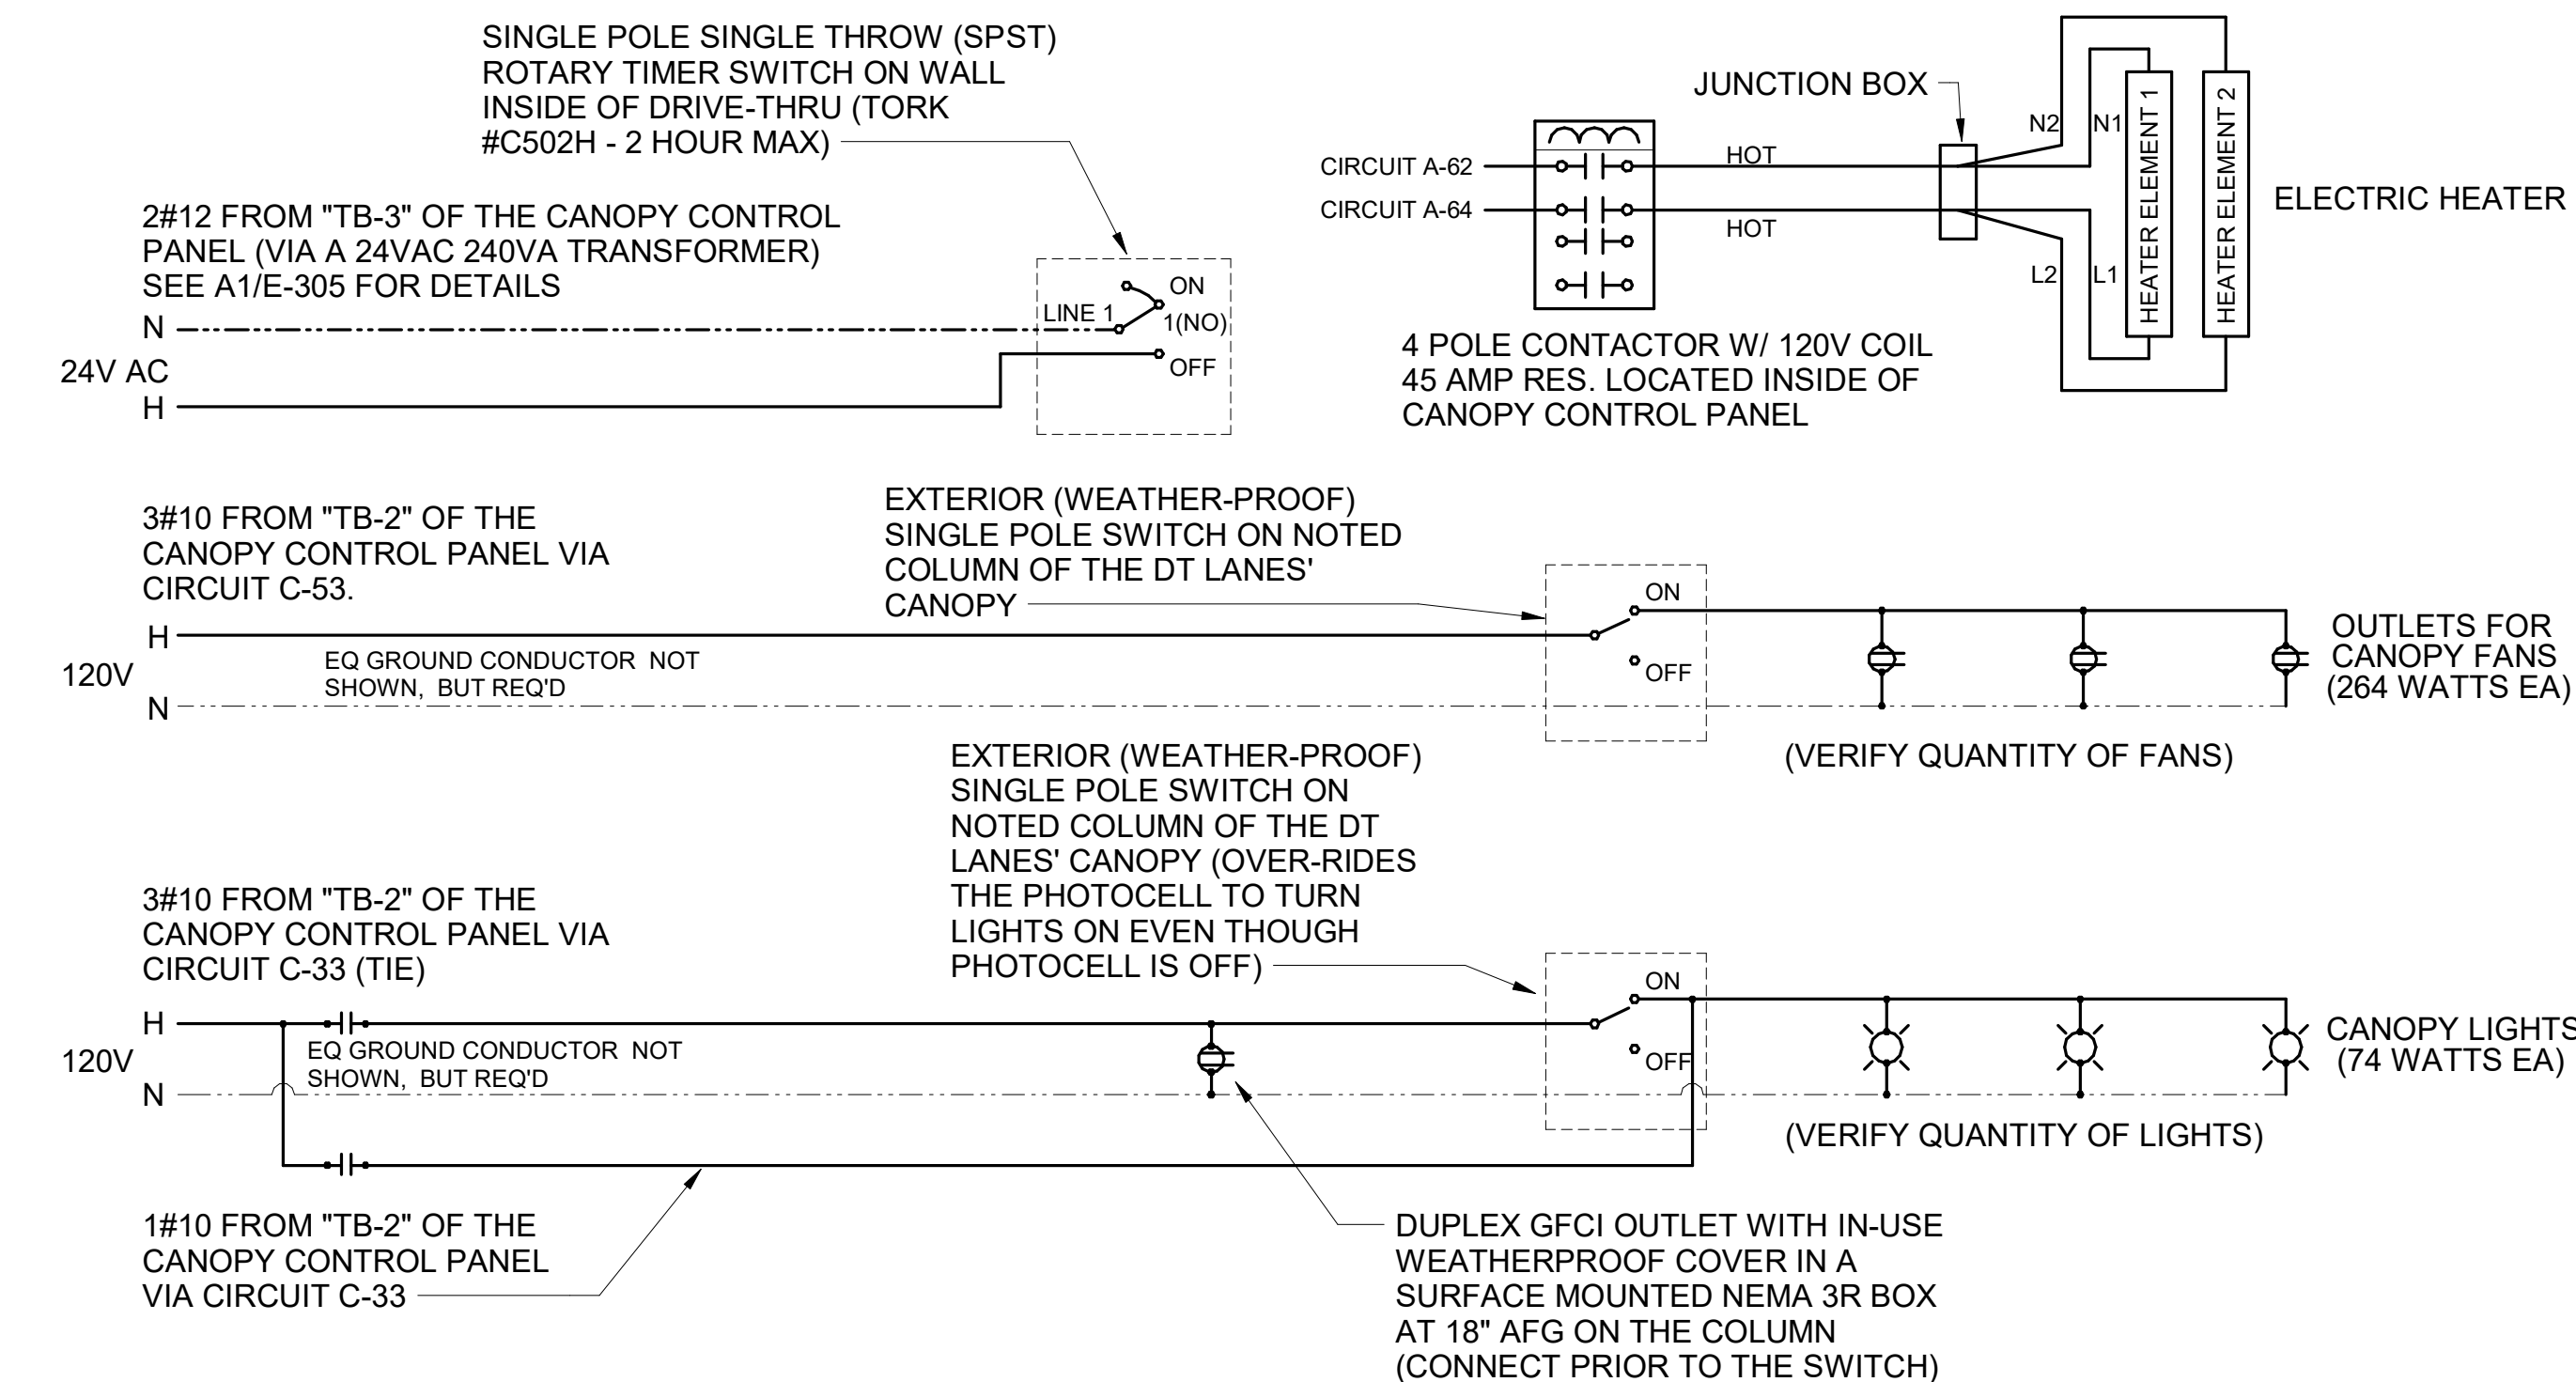 SINGLE POLE SINGLE THROW (SPST)
ROTARY TIMER SWITCH ON WALL
INSIDE OF DRIVE-THRU (TORK
#C502H - 2 HOUR MAX)
2#12 FROM "TB-3" OF THE CANOPY CONTROL
PANEL (VIA A 24VAC 240VA TRANSFORMER)
SEE A1/E-305 FOR DETAILS
N
24V AC
H
LINE 1
ON
1(NO)
OFF
JUNCTION BOX
CIRCUIT A-62
CIRCUIT A-64
HOT
HOT
N2
N1
L2
L1
HEATER ELEMENT 1
HEATER ELEMENT 2
ELECTRIC HEATER
4 POLE CONTACTOR W/ 120V COIL
45 AMP RES. LOCATED INSIDE OF
CANOPY CONTROL PANEL
3#10 FROM "TB-2" OF THE
CANOPY CONTROL PANEL VIA
CIRCUIT C-53.
H
120V
N
EQ GROUND CONDUCTOR NOT
SHOWN, BUT REQ'D
EXTERIOR (WEATHER-PROOF)
SINGLE POLE SWITCH ON NOTED
COLUMN OF THE DT LANES'
CANOPY
ON
OFF
OUTLETS FOR
CANOPY FANS
(264 WATTS EA)
(VERIFY QUANTITY OF FANS)
EXTERIOR (WEATHER-PROOF)
SINGLE POLE SWITCH ON
NOTED COLUMN OF THE DT
LANES' CANOPY (OVER-RIDES
THE PHOTOCELL TO TURN
LIGHTS ON EVEN THOUGH
PHOTOCELL IS OFF)
3#10 FROM "TB-2" OF THE
CANOPY CONTROL PANEL VIA
CIRCUIT C-33 (TIE)
H
120V
N
EQ GROUND CONDUCTOR NOT
SHOWN, BUT REQ'D
ON
OFF
CANOPY LIGHTS
(74 WATTS EA)
(VERIFY QUANTITY OF LIGHTS)
1#10 FROM "TB-2" OF THE
CANOPY CONTROL PANEL
VIA CIRCUIT C-33
DUPLEX GFCI OUTLET WITH IN-USE
WEATHERPROOF COVER IN A
SURFACE MOUNTED NEMA 3R BOX
AT 18" AFG ON THE COLUMN
(CONNECT PRIOR TO THE SWITCH)